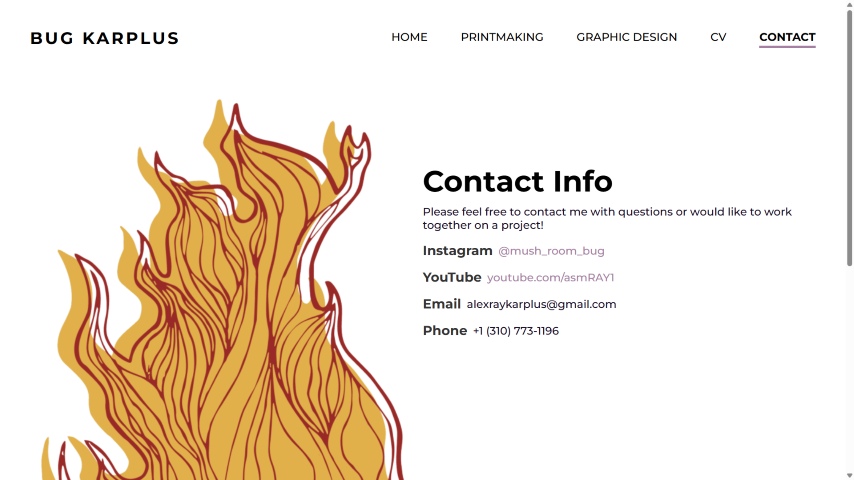 BUG KARPLUS
HOME PRINTMAKING GRAPHIC DESIGN CV CONTACT
Contact Info
Please feel free to contact me with questions or would like to work
together on a project!
Instagram @mush_room_bug
YouTube youtube.com/asmRAY1
Email alexraykarplus@gmail.com
Phone +1 (310) 773-1196